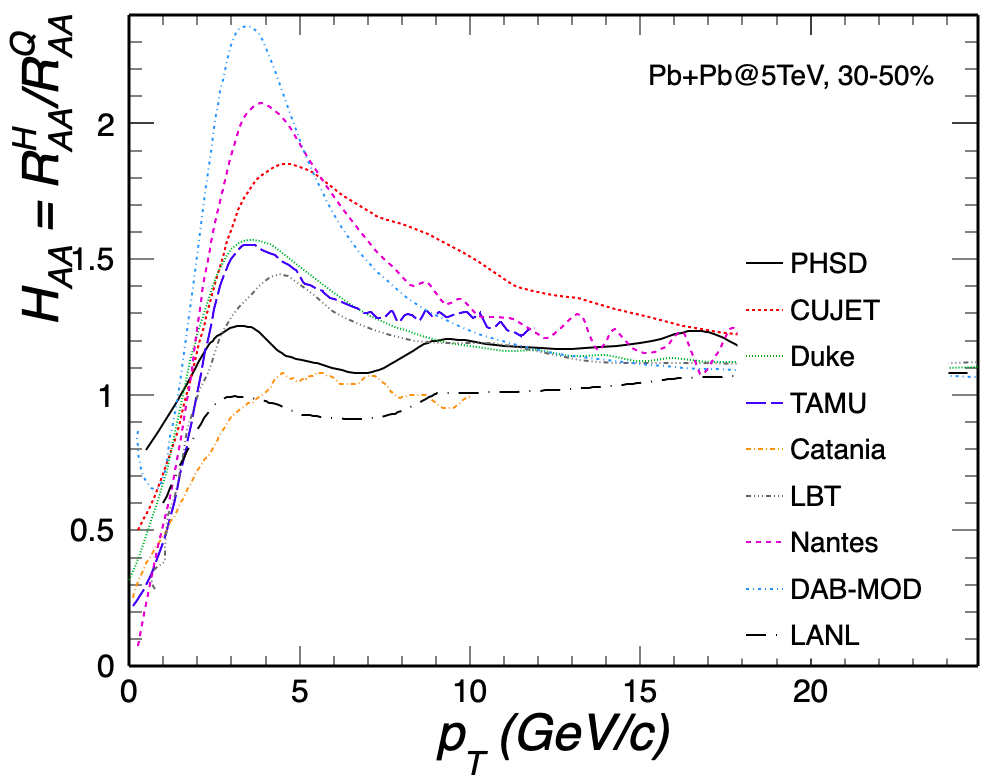 H_AA = R^H_AA/R^Q_AA
Pb+Pb@5TeV, 30-50%
2
1.5
1
0.5
0
PHSD
CUJET
Duke
TAMU
Catania
LBT
Nantes
DAB-MOD
LANL
0 5 10 15 20
p_T (GeV/c)